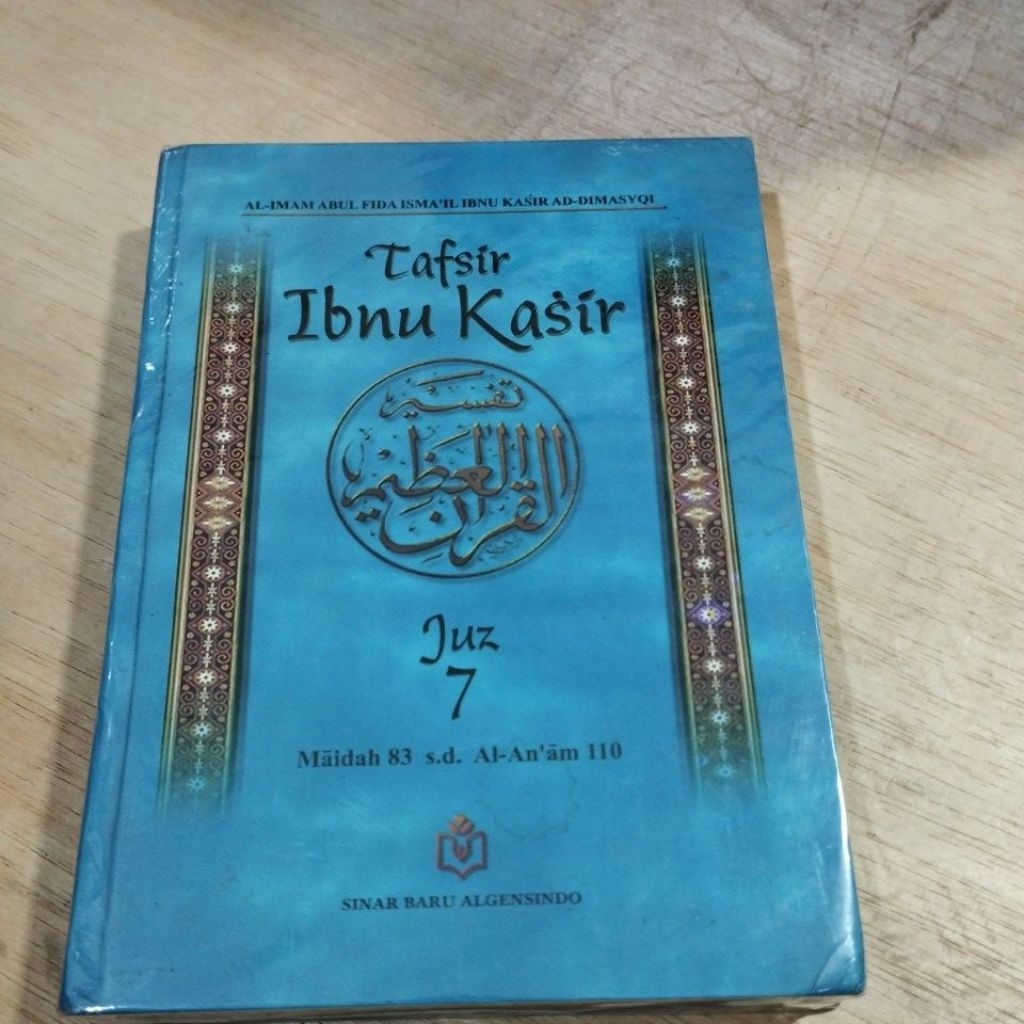 AL-IMAM ABUL FIDA ISMA'IL IBNU KAṠIR AD-DIMASYQI
Tafsir
Ibnu Kaṡir
تفسير
القرآن العظيم
Juz
7
Māidah 83 s.d. Al-An'ām 110
SINAR BARU ALGENSINDO